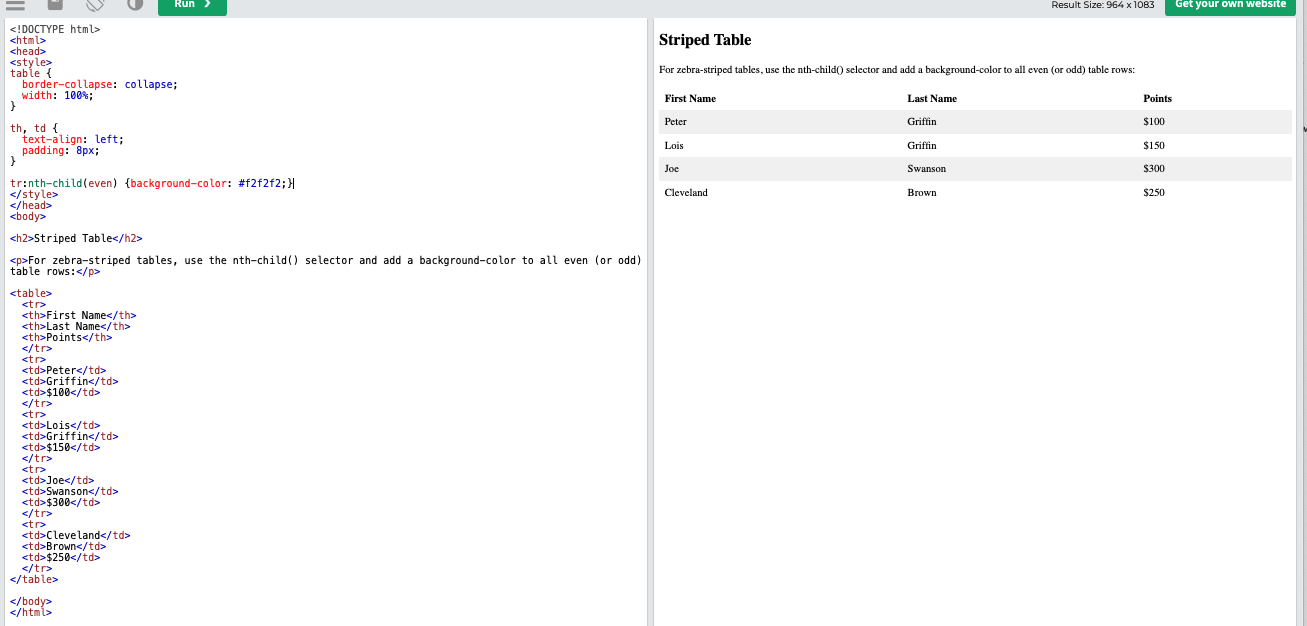 Run ❯
Result Size: 964 x 1083
Get your own website
<!DOCTYPE html>
<html>
<head>
<style>
table {
  border-collapse: collapse;
  width: 100%;
}

th, td {
  text-align: left;
  padding: 8px;
}

tr:nth-child(even) {background-color: #f2f2f2;}
</style>
</head>
<body>

<h2>Striped Table</h2>

<p>For zebra-striped tables, use the nth-child() selector and add a background-color to all even (or odd)
table rows:</p>

<table>
  <tr>
  <th>First Name</th>
  <th>Last Name</th>
  <th>Points</th>
  </tr>
  <tr>
  <td>Peter</td>
  <td>Griffin</td>
  <td>$100</td>
  </tr>
  <tr>
  <td>Lois</td>
  <td>Griffin</td>
  <td>$150</td>
  </tr>
  <tr>
  <td>Joe</td>
  <td>Swanson</td>
  <td>$300</td>
  </tr>
  <tr>
  <td>Cleveland</td>
  <td>Brown</td>
  <td>$250</td>
  </tr>
</table>

</body>
</html>
Striped Table
For zebra-striped tables, use the nth-child() selector and add a background-color to all even (or odd) table rows:
First Name Last Name Points
Peter Griffin $100
Lois Griffin $150
Joe Swanson $300
Cleveland Brown $250